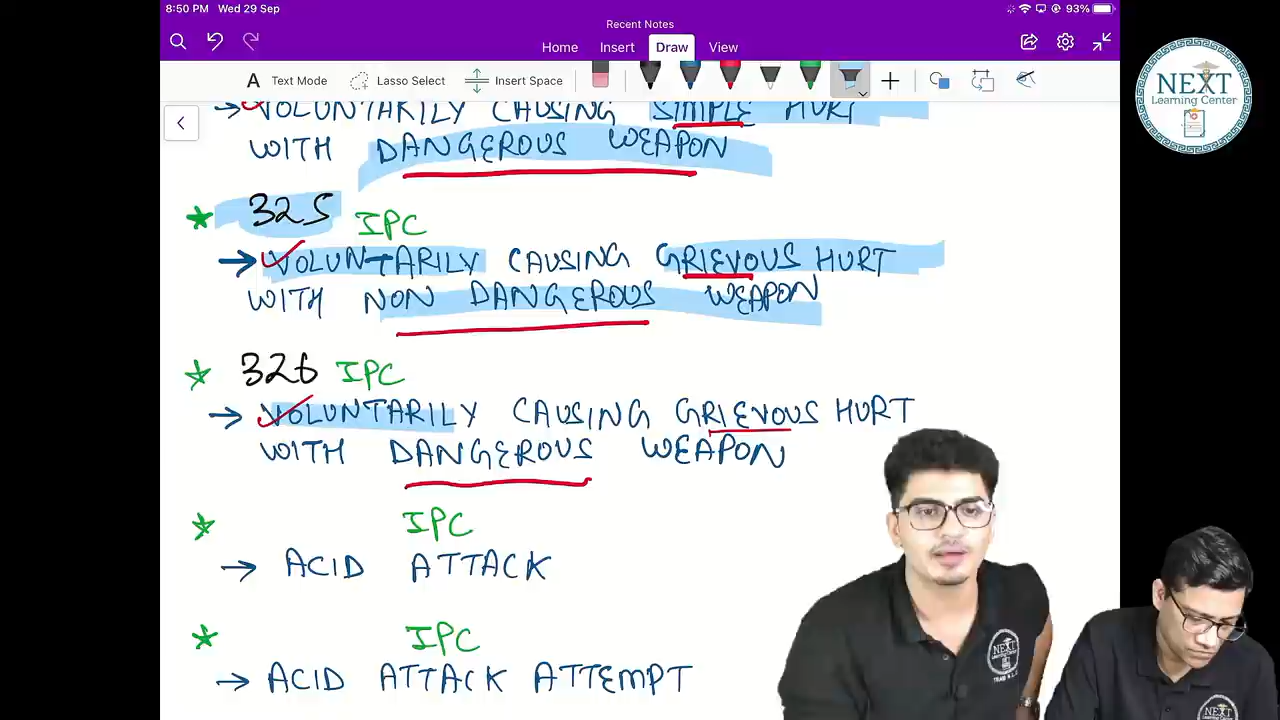 8:50 PM Wed 29 Sep
93%
Recent Notes
Home Insert Draw View
Text Mode Lasso Select Insert Space
→ VOLUNTARILY CAUSING SIMPLE HURT
WITH DANGEROUS WEAPON
325 IPC
→ VOLUNTARILY CAUSING GRIEVOUS HURT
WITH NON DANGEROUS WEAPON
326 IPC
→ VOLUNTARILY CAUSING GRIEVOUS HURT
WITH DANGEROUS WEAPON
IPC
→ ACID ATTACK
IPC
→ ACID ATTACK ATTEMPT
NEXT
Learning Center
NEXT
NEXT